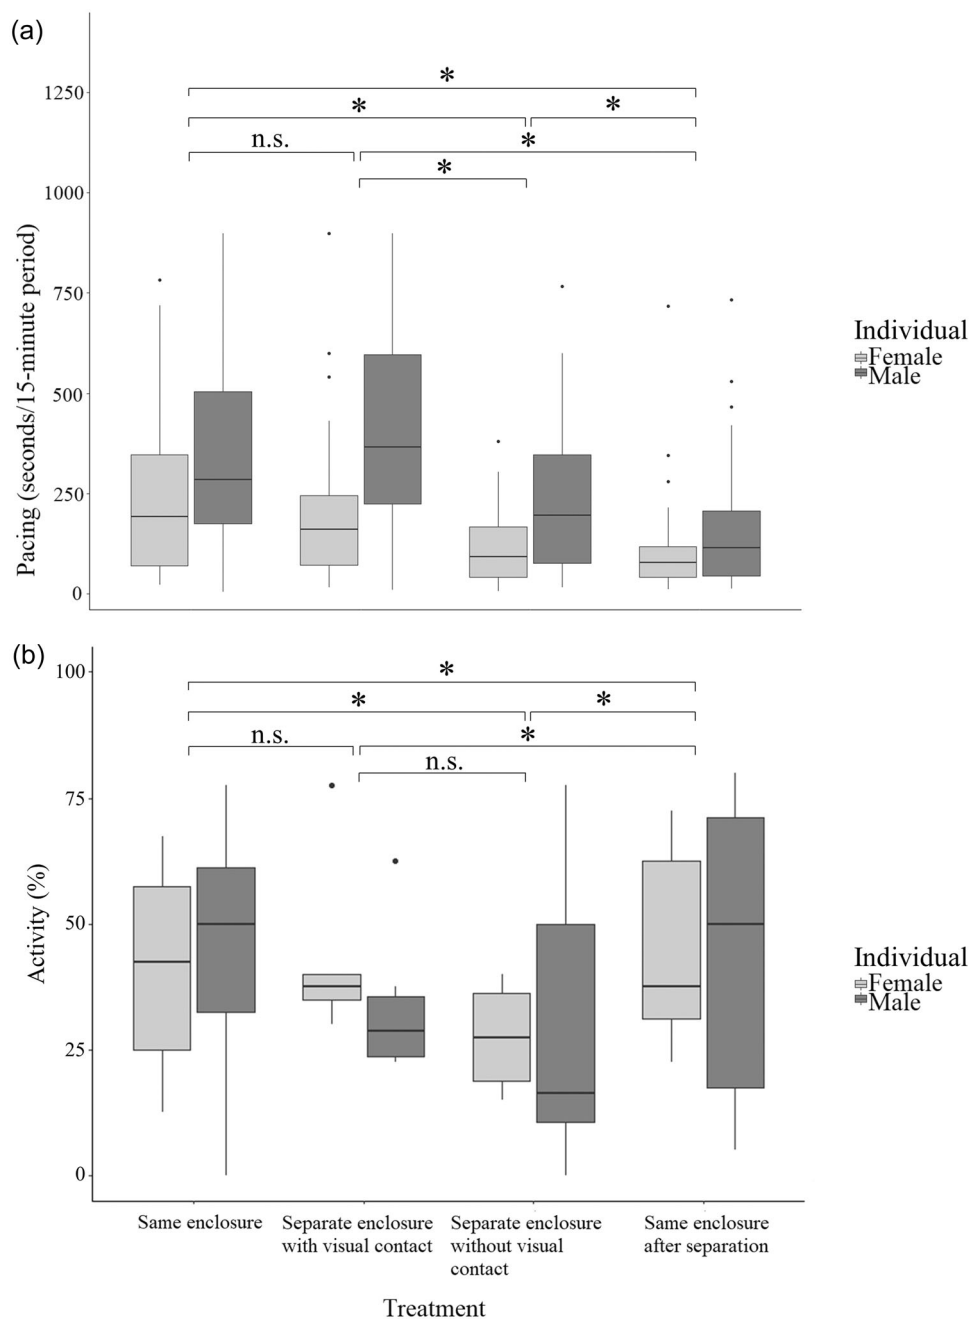 (a)
*
1250
*
*
n.s.
*
*
1000
750
500
250
0
Pacing (seconds/15-minute period)
Individual
Female
Male
(b)
100
*
*
*
n.s.
*
n.s.
75
50
25
0
Activity (%)
Individual
Female
Male
Same enclosure
Separate enclosure
with visual contact
Separate enclosure
without visual
contact
Same enclosure
after separation
Treatment